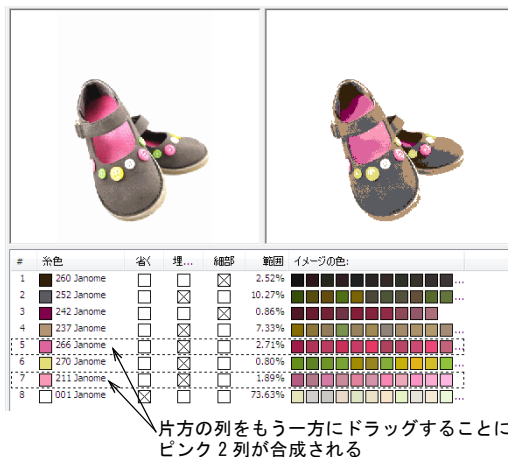 # 糸色 省く 埋... 細部 範囲 イメージの色:
1 260 Janome 2.52% ...
2 252 Janome 10.27% ...
3 242 Janome 0.86%
4 237 Janome 7.33% ...
5 266 Janome 2.71% ...
6 270 Janome 0.80% ...
7 211 Janome 1.89% ...
8 001 Janome 73.63% ...
片方の列をもう一方にドラッグすることに
ピンク2列が合成される